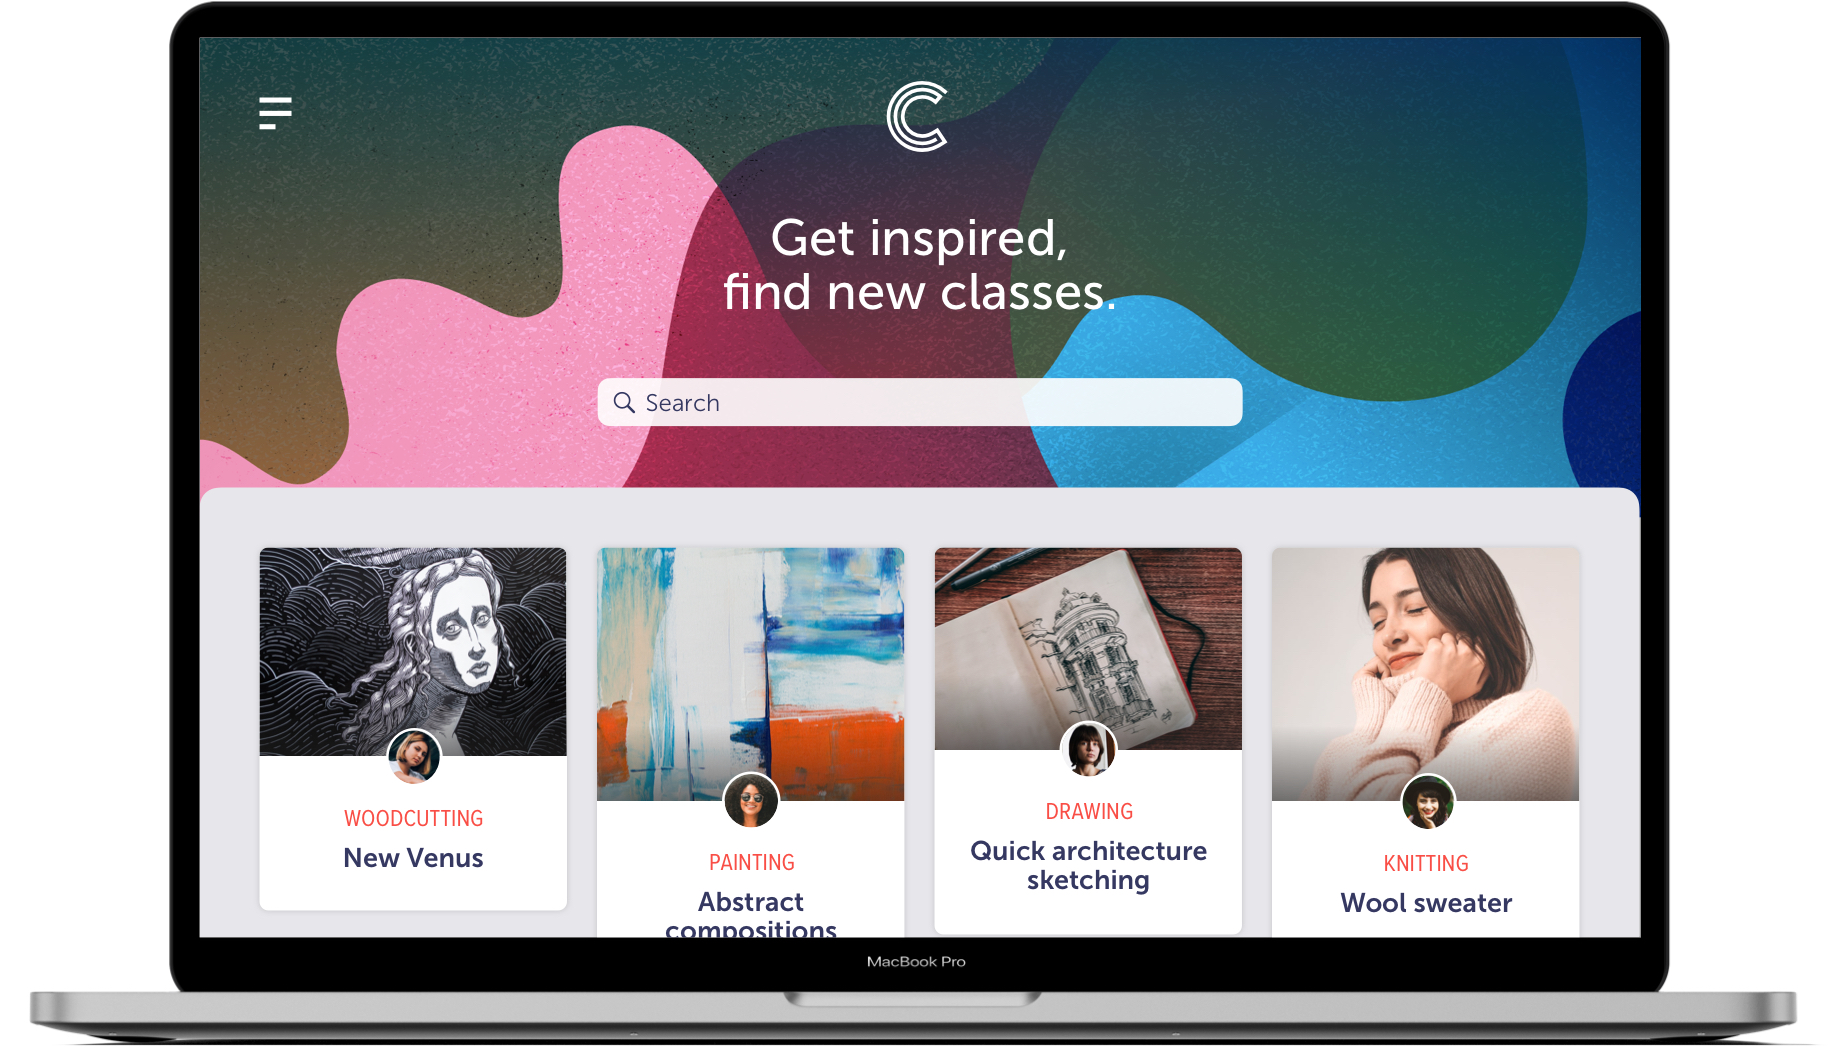 C
Get inspired,
find new classes.
Search
WOODCUTTING
New Venus
PAINTING
Abstract
compositions
DRAWING
Quick architecture
sketching
KNITTING
Wool sweater
MacBook Pro